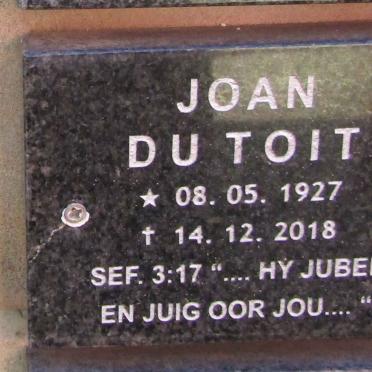 JOAN
DU TOIT
★ 08. 05. 1927
† 14. 12. 2018
SEF. 3:17 “.... HY
EN JUIG OOR JOU.... “